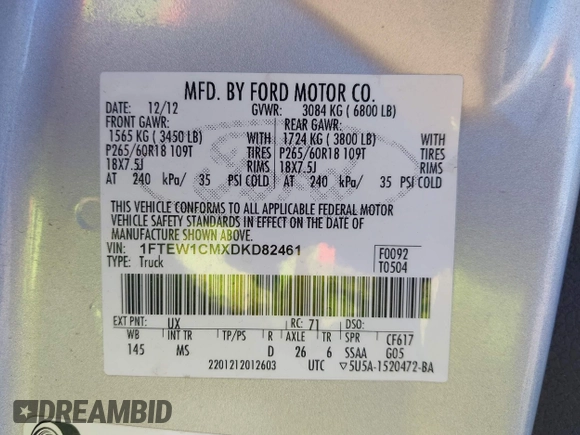 MFD. BY FORD MOTOR CO.
DATE: 12/12 GVWR: 3084 KG ( 6800 LB)
FRONT GAWR: REAR GAWR:
1565 KG ( 3450 LB) WITH 1724 KG ( 3800 LB) WITH
P265/60R18 109T TIRES P265/60R18 109T TIRES
18X7.5J RIMS 18X7.5J RIMS
AT 240 kPa/ 35 PSI COLD AT 240 kPa/ 35 PSI COLD
THIS VEHICLE CONFORMS TO ALL APPLICABLE FEDERAL MOTOR
VEHICLE SAFETY STANDARDS IN EFFECT ON THE DATE OF
MANUFACTURE SHOWN ABOVE.
VIN: 1FTEW1CMXDKD82461 F0092
TYPE: Truck T0504
EXT PNT: UX RC: 71 DSO:
WB INT TR TP/PS R AXLE TR SPR CF617
145 MS D 26 6 SSAA G05
2201212012603 UTC ▽5U5A-1520472-BA
DREAMBID